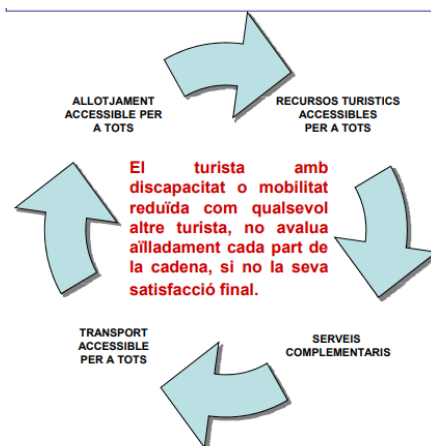 ALLOTJAMENT
ACCESSIBLE PER
A TOTS
RECURSOS TURISTICS
ACCESSIBLES
PER A TOTS
El turista amb
discapacitat o mobilitat
reduïda com qualsevol
altre turista, no avalua
aïlladament cada part de
la cadena, si no la seva
satisfacció final.
TRANSPORT
ACCESSIBLE
PER A TOTS
SERVEIS
COMPLEMENTARIS